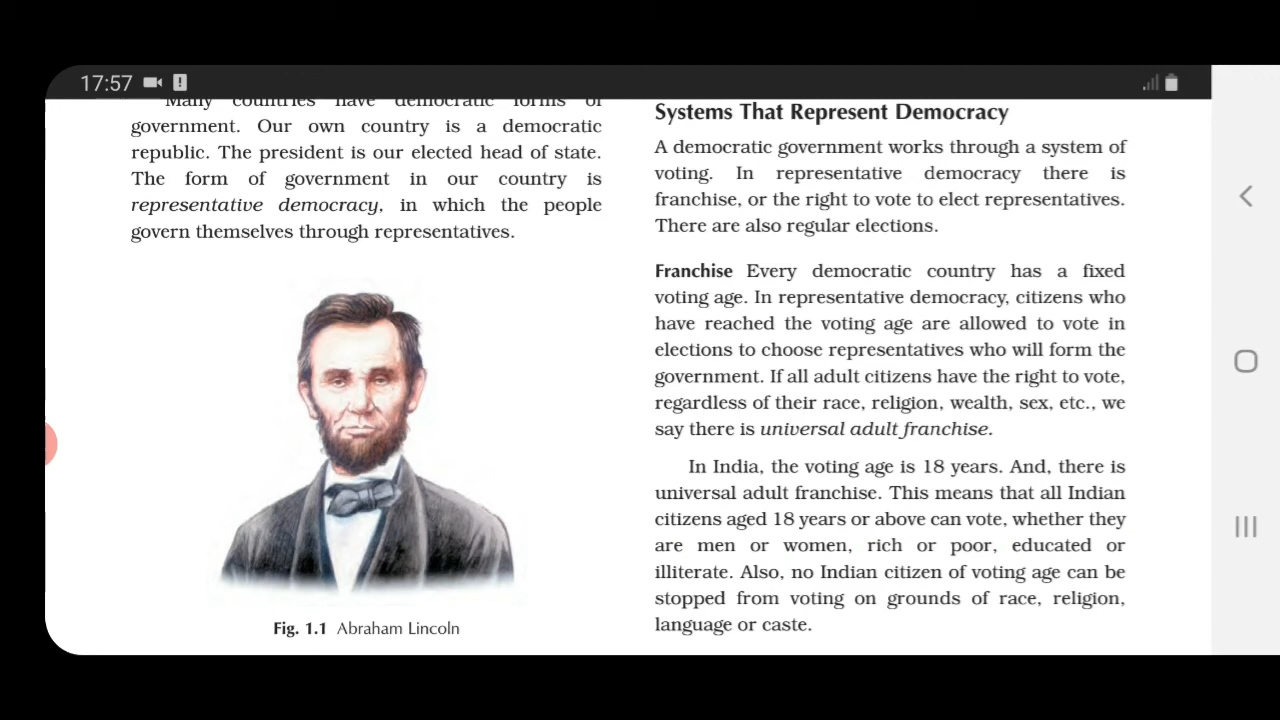 17:57
Many countries have democratic forms of
government. Our own country is a democratic
republic. The president is our elected head of state.
The form of government in our country is
representative democracy, in which the people
govern themselves through representatives.
Fig. 1.1 Abraham Lincoln
Systems That Represent Democracy
A democratic government works through a system of
voting. In representative democracy there is
franchise, or the right to vote to elect representatives.
There are also regular elections.
Franchise Every democratic country has a fixed
voting age. In representative democracy, citizens who
have reached the voting age are allowed to vote in
elections to choose representatives who will form the
government. If all adult citizens have the right to vote,
regardless of their race, religion, wealth, sex, etc., we
say there is universal adult franchise.
In India, the voting age is 18 years. And, there is
universal adult franchise. This means that all Indian
citizens aged 18 years or above can vote, whether they
are men or women, rich or poor, educated or
illiterate. Also, no Indian citizen of voting age can be
stopped from voting on grounds of race, religion,
language or caste.